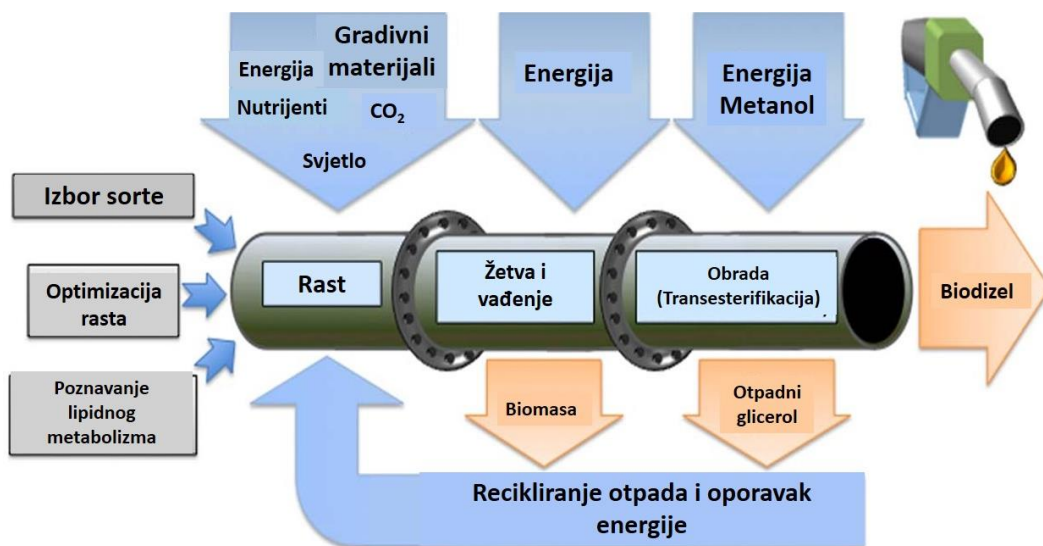 Gradivni
materijali
Energija
Nutrijenti
CO₂
Svjetlo
Energija
Energija
Metanol
Izbor sorte
Optimizacija
rasta
Poznavanje
lipidnog
metabolizma
Rast
Žetva i
vađenje
Obrada
(Transesterifikacija)
Biodizel
Biomasa
Otpadni
glicerol
Recikliranje otpada i oporavak
energije